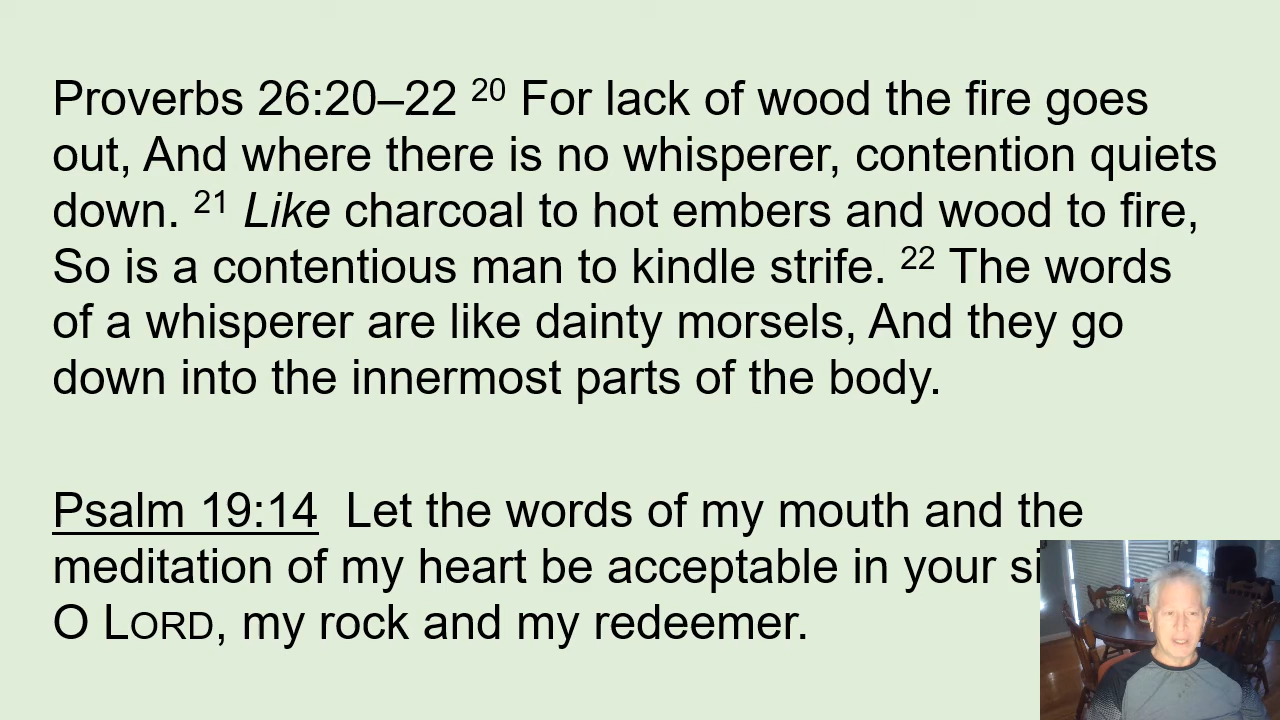 Proverbs 26:20–22 ²⁰ For lack of wood the fire goes
out, And where there is no whisperer, contention quiets
down. ²¹ Like charcoal to hot embers and wood to fire,
So is a contentious man to kindle strife. ²² The words
of a whisperer are like dainty morsels, And they go
down into the innermost parts of the body.
Psalm 19:14 Let the words of my mouth and the
meditation of my heart be acceptable in your si
O LORD, my rock and my redeemer.